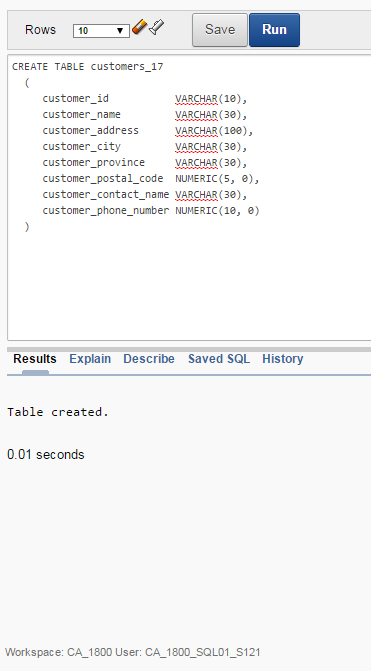 Rows 10 Save Run
CREATE TABLE customers_17
(
customer_id VARCHAR(10),
customer_name VARCHAR(30),
customer_address VARCHAR(100),
customer_city VARCHAR(30),
customer_province VARCHAR(30),
customer_postal_code NUMERIC(5, 0),
customer_contact_name VARCHAR(30),
customer_phone_number NUMERIC(10, 0)
)
Results Explain Describe Saved SQL History
Table created.
0.01 seconds
Workspace: CA_1800 User: CA_1800_SQL01_S121